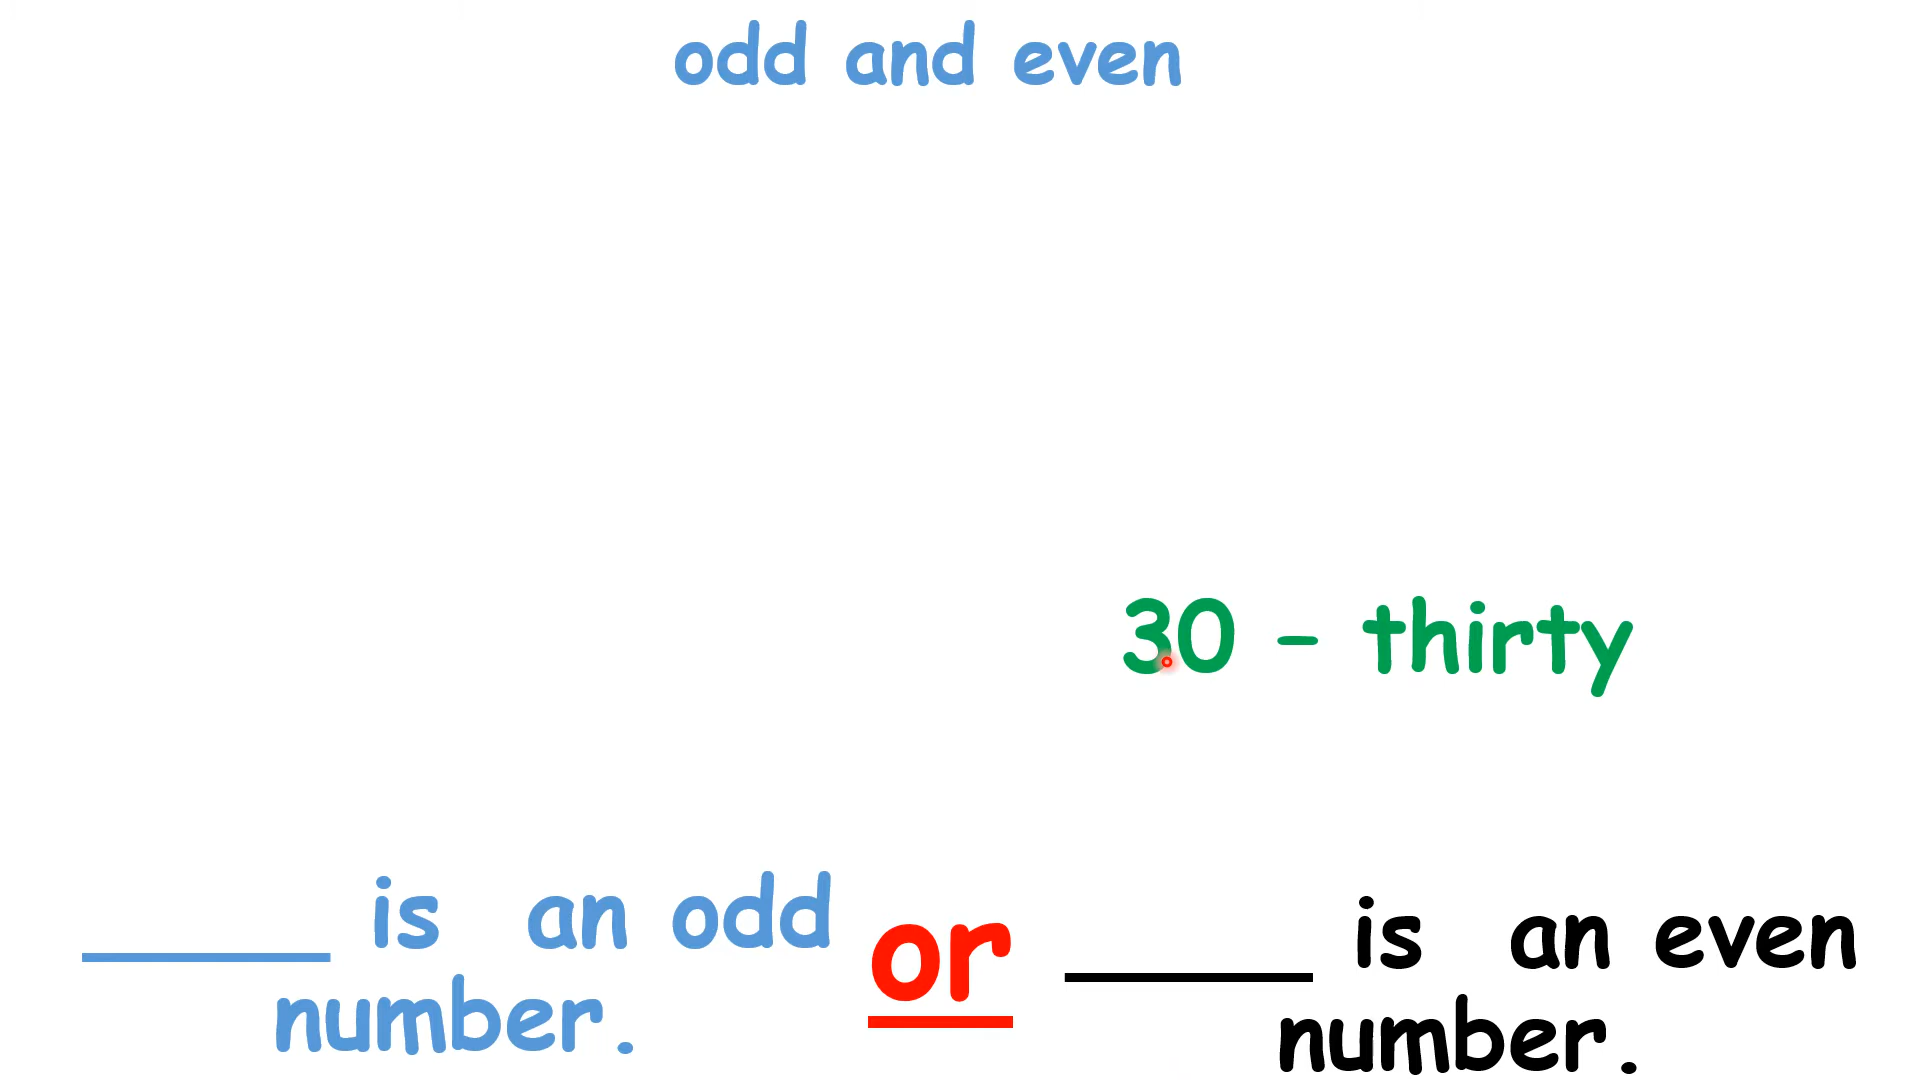 odd and even
30 - thirty
_____ is an odd
number.
or
_____ is an even
number.